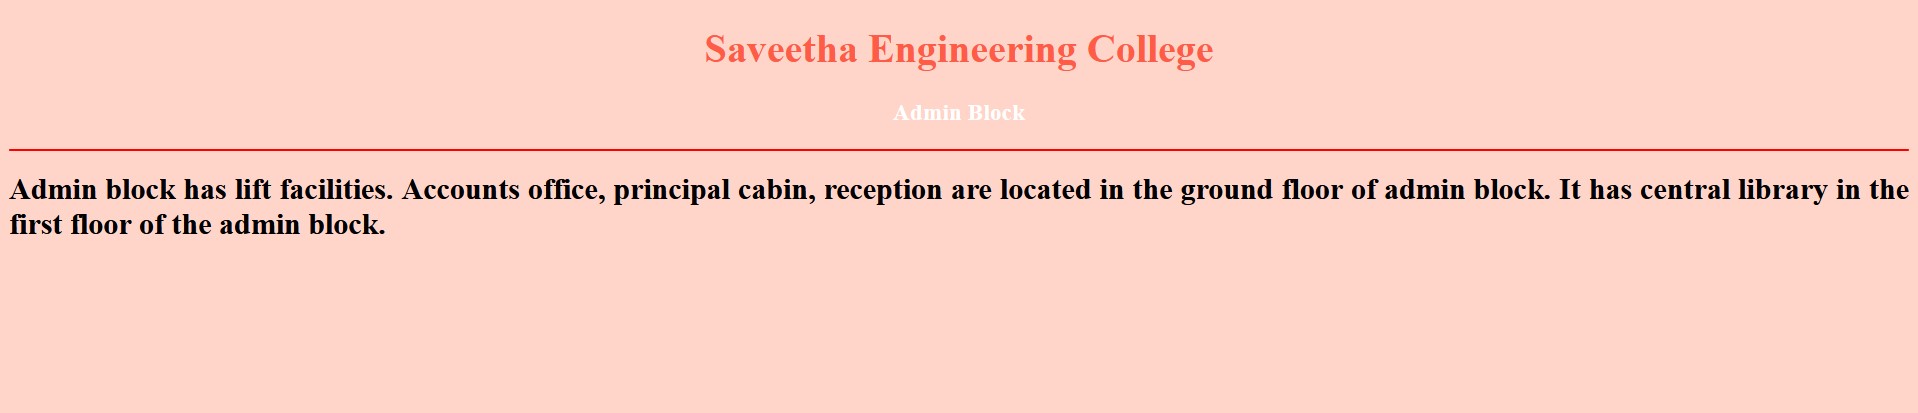 Saveetha Engineering College
Admin Block
Admin block has lift facilities. Accounts office, principal cabin, reception are located in the ground floor of admin block. It has central library in the
first floor of the admin block.